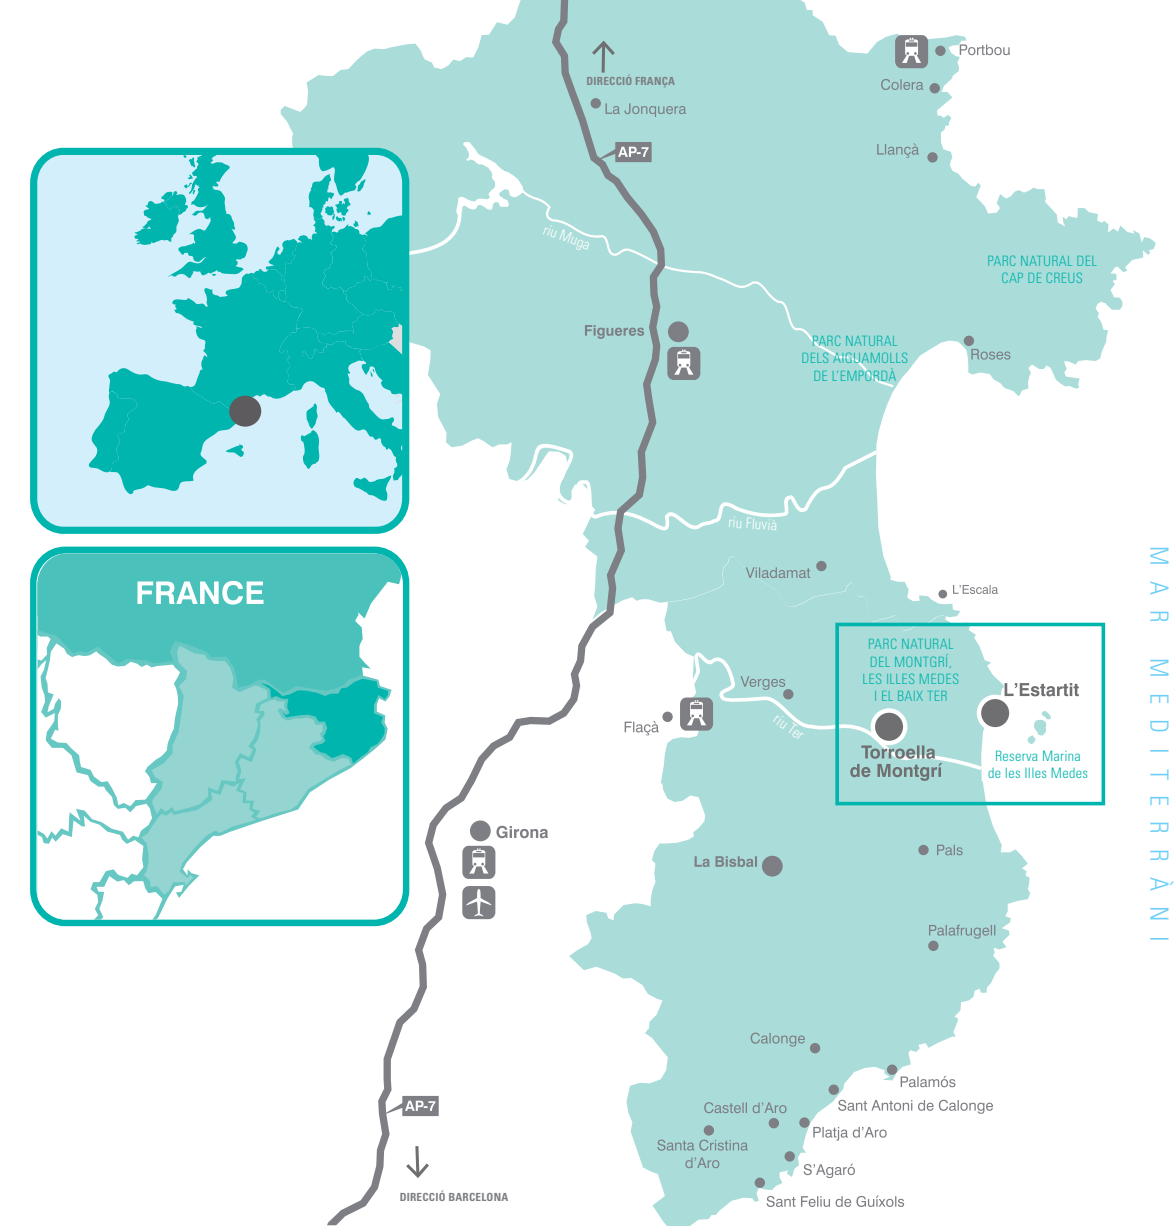 Portbou
DIRECCIÓ FRANÇA
Colera
La Jonquera
AP-7
Llançà
riu Muga
PARC NATURAL DEL
CAP DE CREUS
Figueres
PARC NATURAL
DELS AIGUAMOLLS
DE L'EMPORDÀ
Roses
riu Fluvià
MAR MEDITERRÀNI
Viladamat
L'Escala
FRANCE
PARC NATURAL
DEL MONTGRÍ,
LES ILLES MEDES
I EL BAIX TER
Verges
L'Estartit
Flaçà
riu Ter
Torroella
de Montgrí
Reserva Marina
de les Illes Medes
Girona
La Bisbal
Pals
Palafrugell
Calonge
Palamós
Sant Antoni de Calonge
AP-7
Castell d'Aro
Platja d'Aro
Santa Cristina
d'Aro
S'Agaró
DIRECCIÓ BARCELONA
Sant Feliu de Guíxols